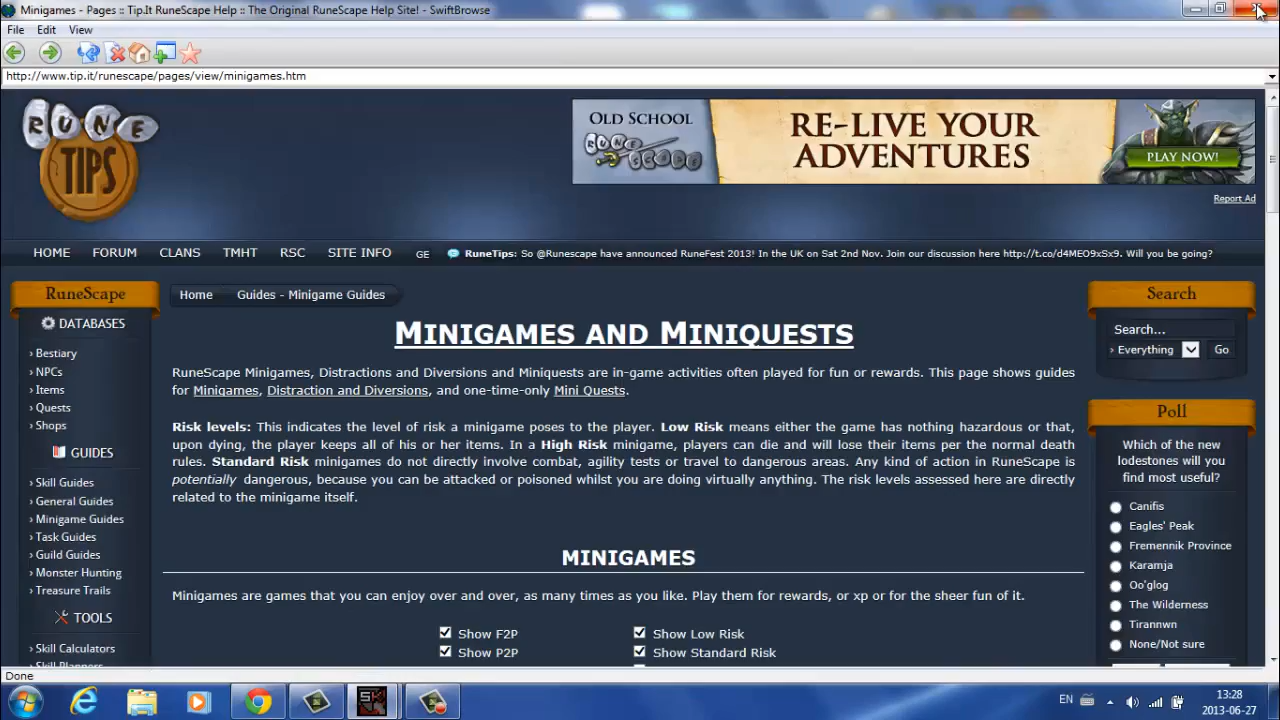 Minigames - Pages :: Tip.It RuneScape Help :: The Original RuneScape Help Site! - SwiftBrowse
File Edit View
http://www.tip.it/runescape/pages/view/minigames.htm
RUNE
TIPS
OLD SCHOOL
RUNE SCAPE
RE-LIVE YOUR
ADVENTURES
PLAY NOW!
Report Ad
HOME FORUM CLANS TMHT RSC SITE INFO GE RuneTips: So @Runescape have announced RuneFest 2013! In the UK on Sat 2nd Nov. Join our discussion here http://t.co/d4MEO9xSx9. Will you be going?
RuneScape
DATABASES
› Bestiary
› NPCs
› Items
› Quests
› Shops
GUIDES
› Skill Guides
› General Guides
› Minigame Guides
› Task Guides
› Guild Guides
› Monster Hunting
› Treasure Trails
TOOLS
› Skill Calculators
› Skill Planners
Home Guides - Minigame Guides
MINIGAMES AND MINIQUESTS
RuneScape Minigames, Distractions and Diversions and Miniquests are in-game activities often played for fun or rewards. This page shows guides
for Minigames, Distraction and Diversions, and one-time-only Mini Quests.
Risk levels: This indicates the level of risk a minigame poses to the player. Low Risk means either the game has nothing hazardous or that,
upon dying, the player keeps all of his or her items. In a High Risk minigame, players can die and will lose their items per the normal death
rules. Standard Risk minigames do not directly involve combat, agility tests or travel to dangerous areas. Any kind of action in RuneScape is
potentially dangerous, because you can be attacked or poisoned whilst you are doing virtually anything. The risk levels assessed here are directly
related to the minigame itself.
MINIGAMES
Minigames are games that you can enjoy over and over, as many times as you like. Play them for rewards, or xp or for the sheer fun of it.
Show F2P Show Low Risk
Show P2P Show Standard Risk
Search
Search...
› Everything Go
Poll
Which of the new
lodestones will you
find most useful?
Canifis
Eagles' Peak
Fremennik Province
Karamja
Oo'glog
The Wilderness
Tirannwn
None/Not sure
Done
EN 13:28
2013-06-27